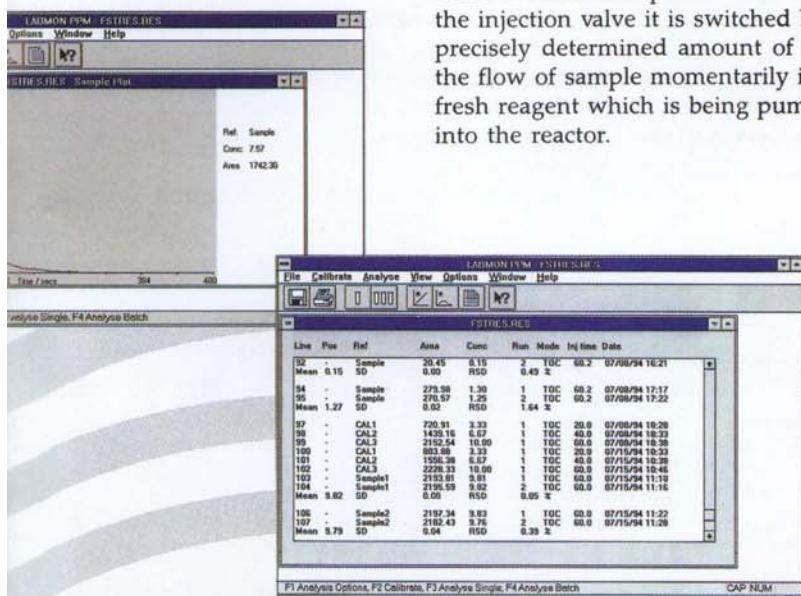 the injection valve it is switched
precisely determined amount of
the flow of sample momentarily i
fresh reagent which is being pum
into the reactor.
LABMON PPM - FSTRES.RES
Options Window Help
FSTRES.RES - Sample Plot
Ref: Sample
Conc: 7.57
Area 1742.30
Time / secs 384 400
nalyse Single, F4 Analyse Batch
LABMON PPM - FSTRES.RES
File Calibrate Analyse View Options Window Help
FSTRES.RES
Line Pos Ref Area Conc Run Mode Inj time Date
92 - Sample 20.45 0.15 2 TOC 60.2 07/08/94 16:21
Mean 0.15 SD 0.00 RSD 0.49 %
94 - Sample 279.98 1.30 1 TOC 60.2 07/08/94 17:17
95 - Sample 270.57 1.25 2 TOC 60.2 07/08/94 17:22
Mean 1.27 SD 0.02 RSD 1.64 %
97 - CAL1 720.91 3.33 1 TOC 20.0 07/08/94 18:28
98 - CAL2 1439.16 6.67 1 TOC 40.0 07/08/94 18:33
99 - CAL3 2152.54 10.00 1 TOC 60.0 07/08/94 18:38
100 - CAL1 803.88 3.33 1 TOC 20.0 07/15/94 10:33
101 - CAL2 1556.38 6.67 1 TOC 40.0 07/15/94 10:38
102 - CAL3 2228.33 10.00 1 TOC 60.0 07/15/94 10:46
103 - Sample1 2193.81 9.81 1 TOC 60.0 07/15/94 11:10
104 - Sample1 2195.59 9.82 2 TOC 60.0 07/15/94 11:16
Mean 9.82 SD 0.00 RSD 0.05 %
106 - Sample2 2197.34 9.83 1 TOC 60.0 07/15/94 11:22
107 - Sample2 2182.43 9.76 2 TOC 60.0 07/15/94 11:28
Mean 9.79 SD 0.04 RSD 0.39 %
F1 Analysis Options, F2 Calibrate, F3 Analyse Single, F4 Analyse Batch CAP NUM